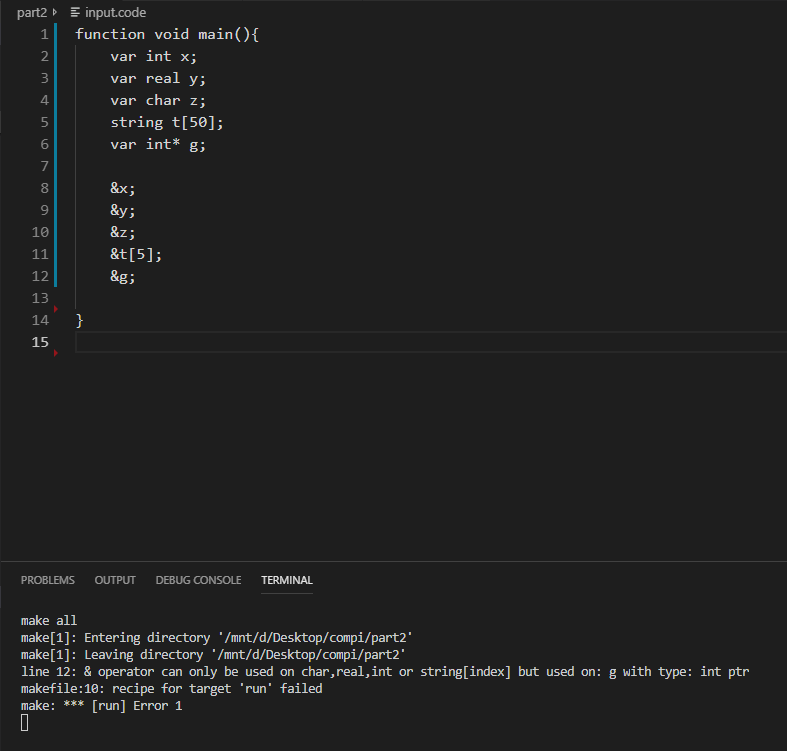 part2 input.code
1 function void main(){
2 var int x;
3 var real y;
4 var char z;
5 string t[50];
6 var int* g;
7
8 &x;
9 &y;
10 &z;
11 &t[5];
12 &g;
13
14 }
15
PROBLEMS OUTPUT DEBUG CONSOLE TERMINAL
make all
make[1]: Entering directory '/mnt/d/Desktop/compi/part2'
make[1]: Leaving directory '/mnt/d/Desktop/compi/part2'
line 12: & operator can only be used on char,real,int or string[index] but used on: g with type: int ptr
makefile:10: recipe for target 'run' failed
make: *** [run] Error 1